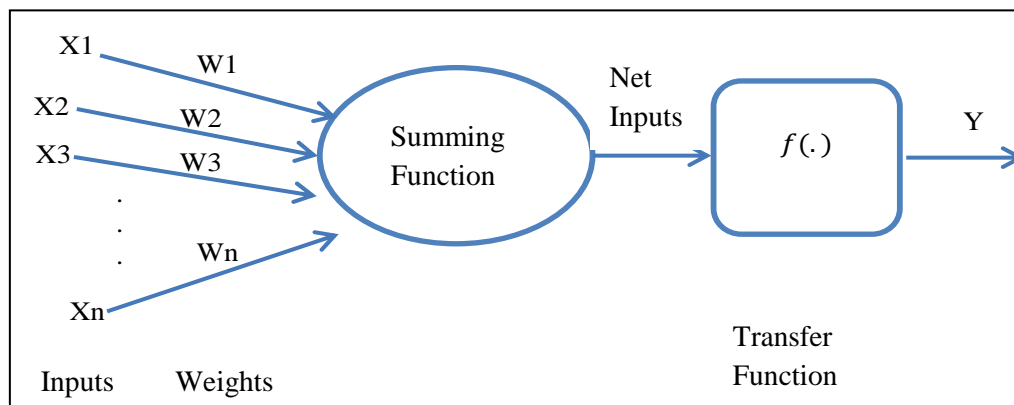 X1
W1
X2
W2
X3
W3
.
.
.
Wn
Xn
Inputs
Weights
Summing
Function
Net
Inputs
f(.)
Transfer
Function
Y